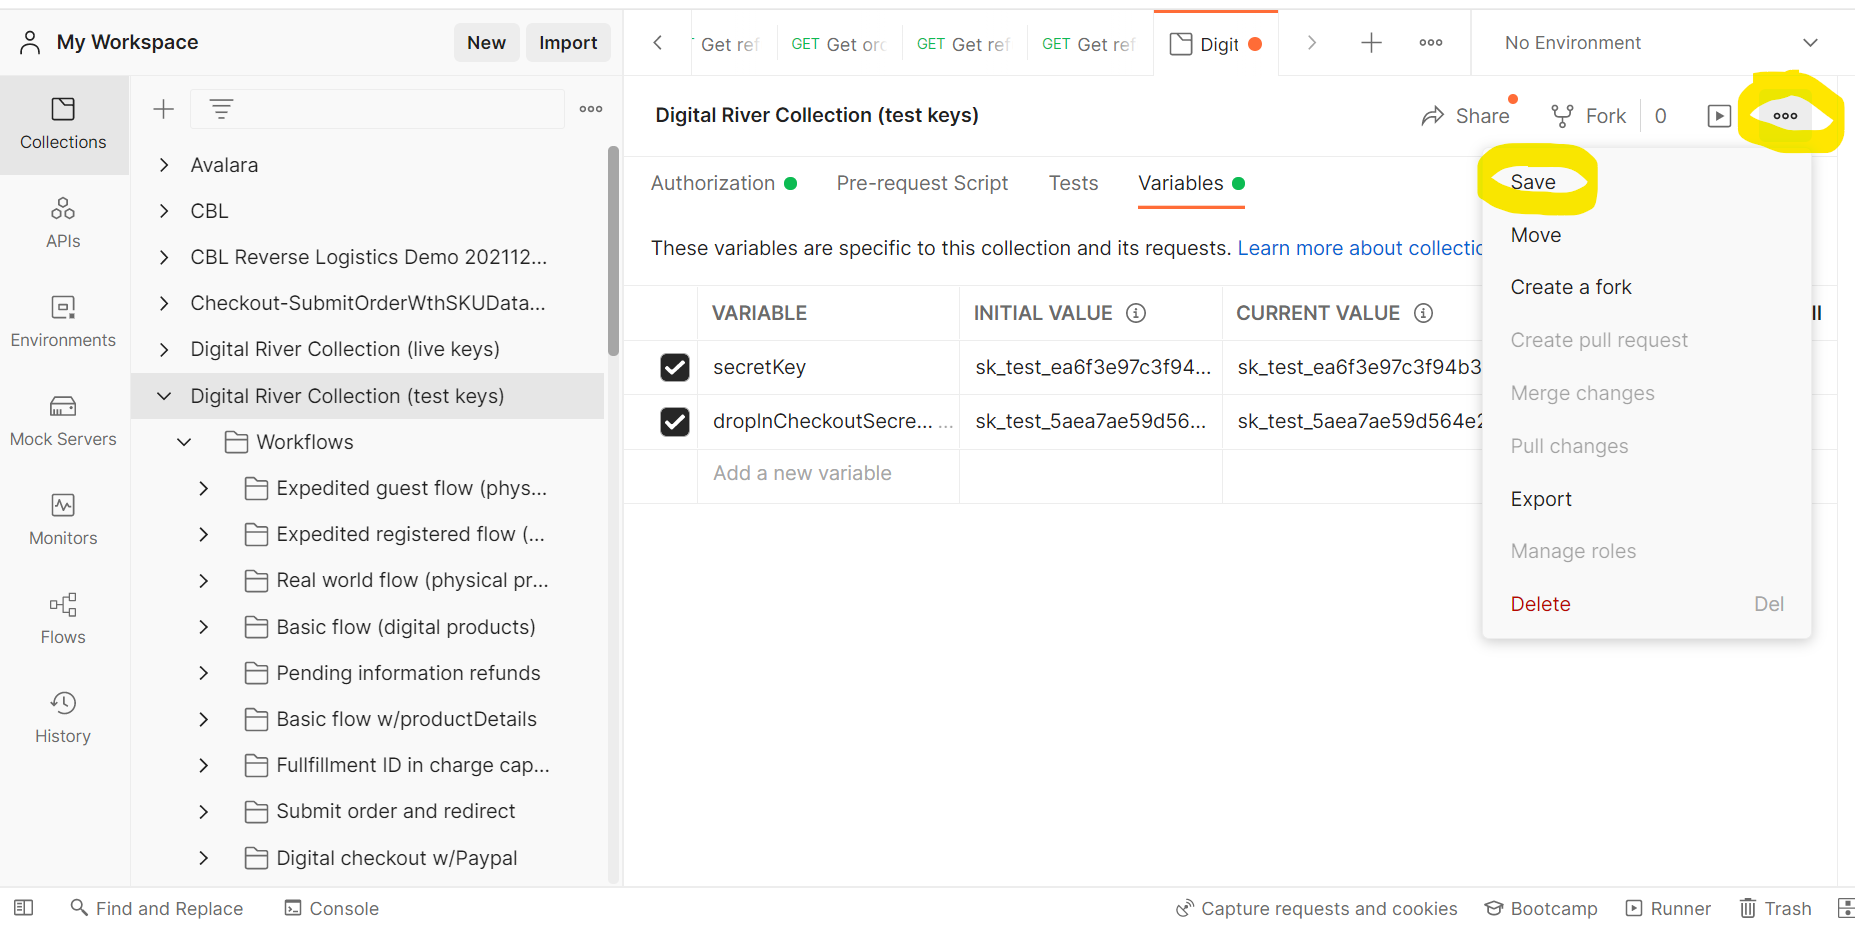 My Workspace
New
Import
Get ref
GET Get ord
GET Get ref
GET Get ref
Digit
No Environment
Collections
APIs
Environments
Mock Servers
Monitors
Flows
History
Avalara
CBL
CBL Reverse Logistics Demo 202112...
Checkout-SubmitOrderWthSKUData...
Digital River Collection (live keys)
Digital River Collection (test keys)
Workflows
Expedited guest flow (phys...
Expedited registered flow (...
Real world flow (physical pr...
Basic flow (digital products)
Pending information refunds
Basic flow w/productDetails
Fullfillment ID in charge cap...
Submit order and redirect
Digital checkout w/Paypal
Digital River Collection (test keys)
Share
Fork 0
Authorization
Pre-request Script
Tests
Variables
These variables are specific to this collection and its requests. Learn more about collectio
VARIABLE INITIAL VALUE CURRENT VALUE
secretKey sk_test_ea6f3e97c3f94... sk_test_ea6f3e97c3f94b3
dropInCheckoutSecre... sk_test_5aea7ae59d56... sk_test_5aea7ae59d564e2
Add a new variable
Save
Move
Create a fork
Create pull request
Merge changes
Pull changes
Export
Manage roles
Delete Del
Find and Replace
Console
Capture requests and cookies
Bootcamp
Runner
Trash